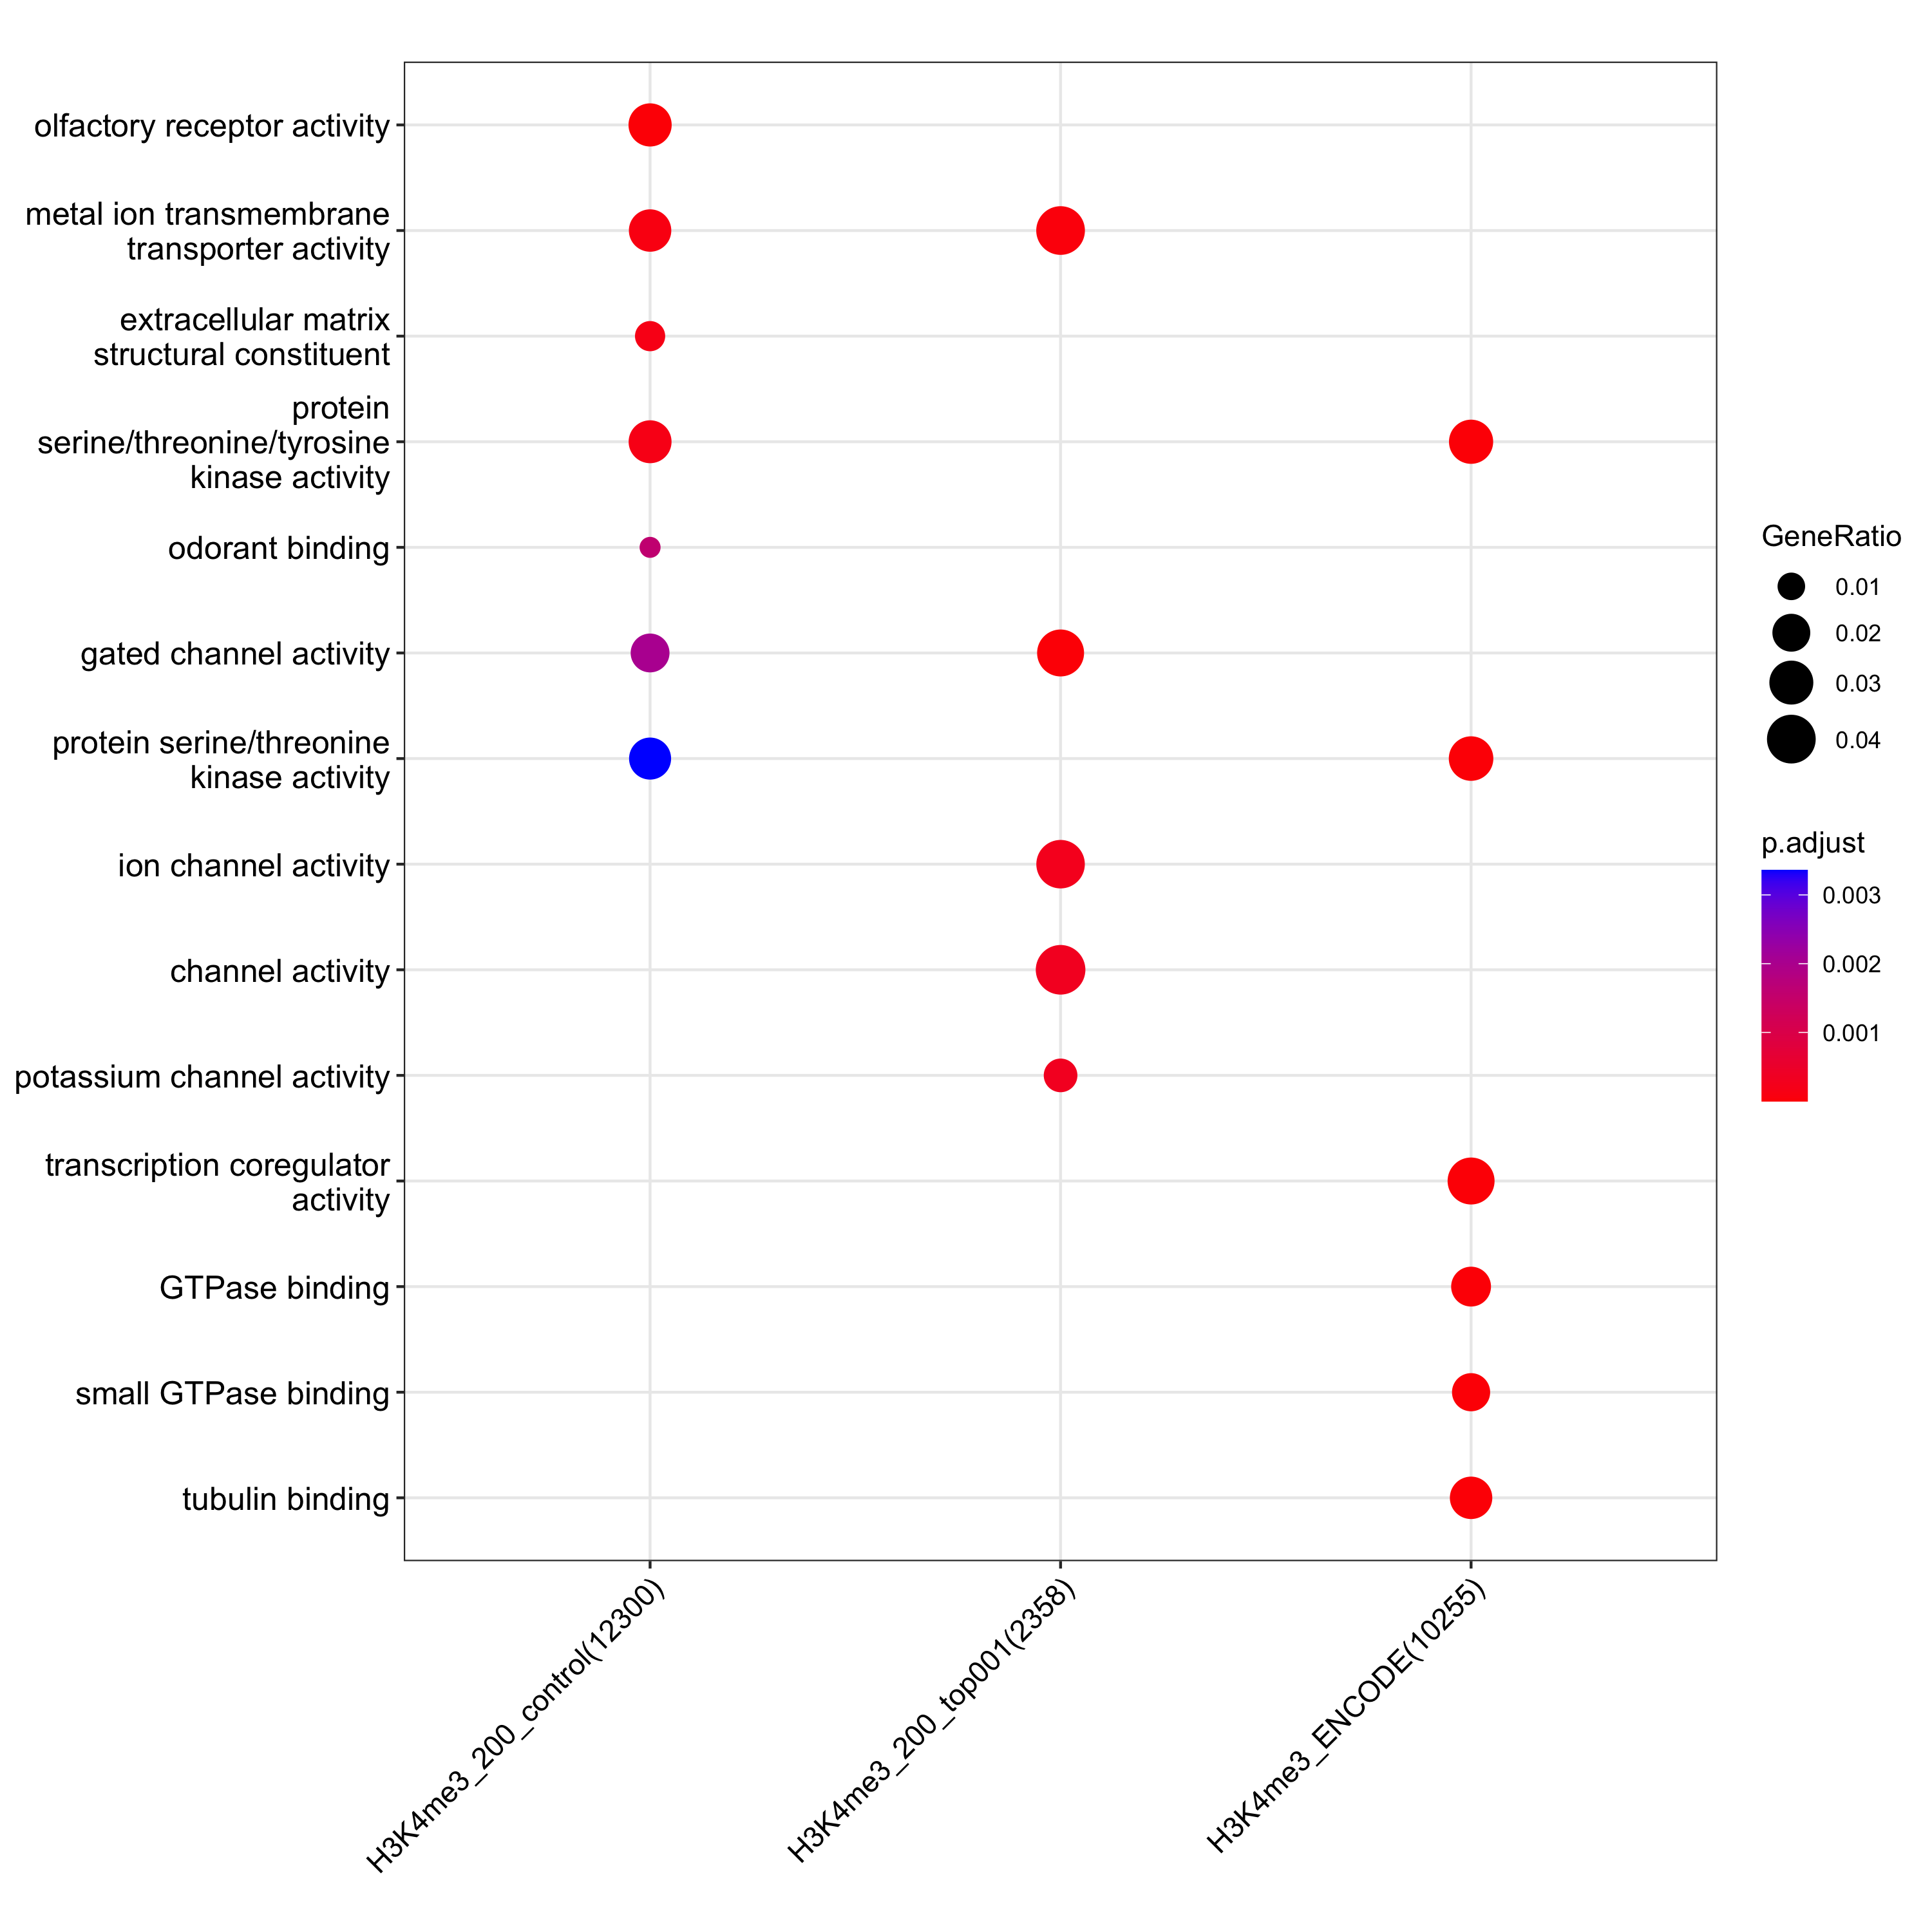 olfactory receptor activity
metal ion transmembrane
transporter activity
extracellular matrix
structural constituent
protein
serine/threonine/tyrosine
kinase activity
odorant binding
gated channel activity
protein serine/threonine
kinase activity
ion channel activity
channel activity
potassium channel activity
transcription coregulator
activity
GTPase binding
small GTPase binding
tubulin binding
H3K4me3_200_control(12300)
H3K4me3_200_top001(2358)
H3K4me3_ENCODE(10255)
GeneRatio
0.01
0.02
0.03
0.04
p.adjust
0.003
0.002
0.001